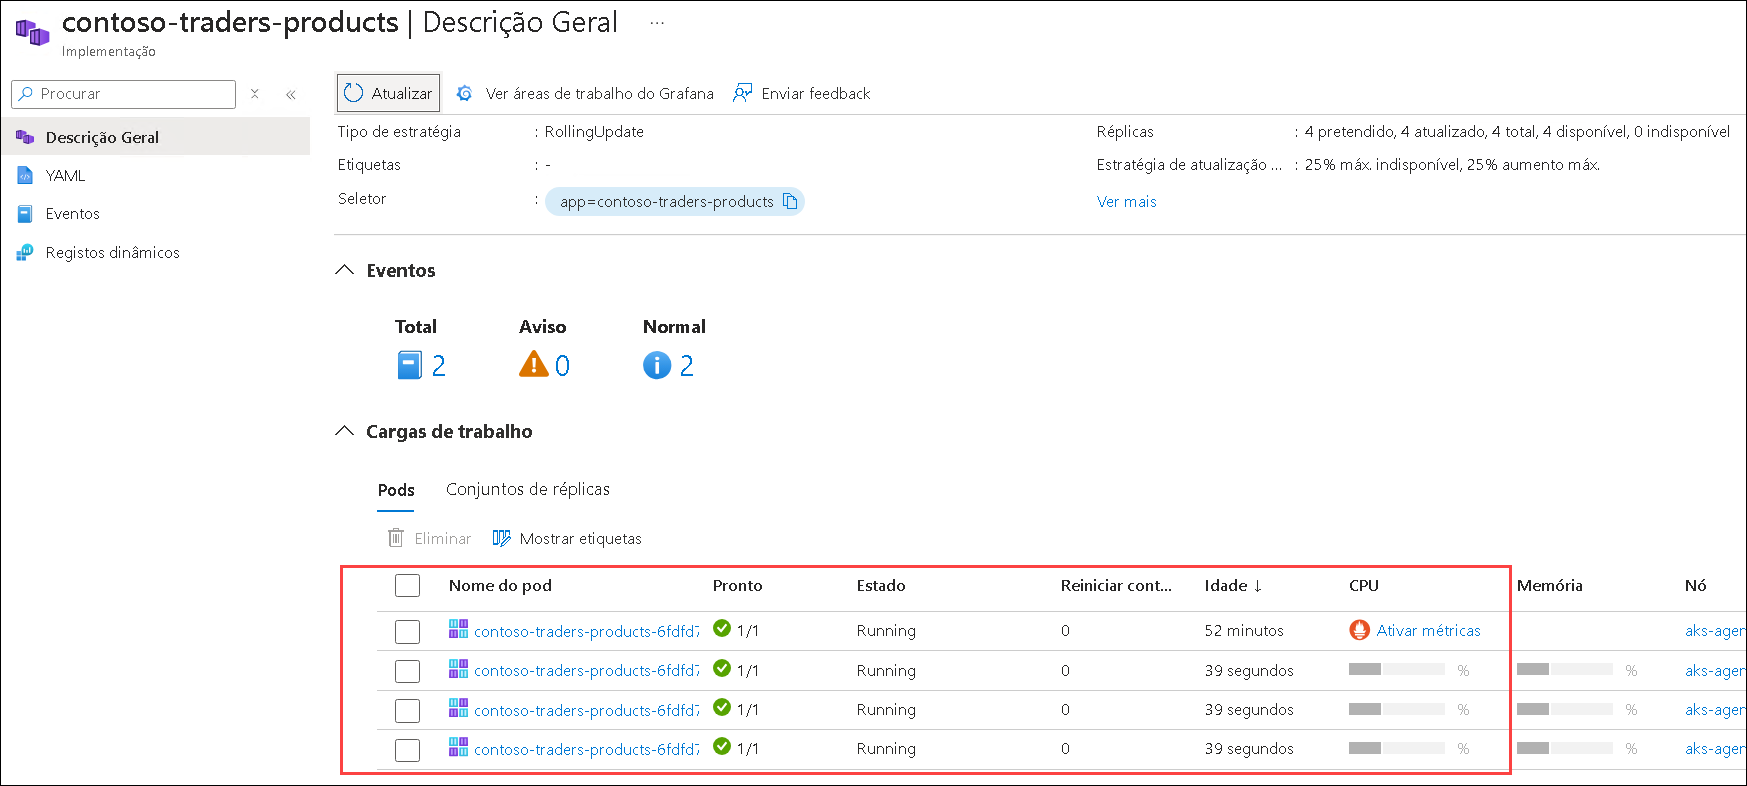 contoso-traders-products | Descrição Geral ...
Implementação
Procurar
Descrição Geral
YAML
Eventos
Registos dinâmicos
Atualizar Ver áreas de trabalho do Grafana Enviar feedback
Tipo de estratégia : RollingUpdate
Etiquetas : -
Seletor : app=contoso-traders-products
Réplicas : 4 pretendido, 4 atualizado, 4 total, 4 disponível, 0 indisponível
Estratégia de atualização ... : 25% máx. indisponível, 25% aumento máx.
Ver mais
Eventos
Total Aviso Normal
2 0 2
Cargas de trabalho
Pods Conjuntos de réplicas
Eliminar Mostrar etiquetas
Nome do pod Pronto Estado Reiniciar cont... Idade ↓ CPU Memória Nó
contoso-traders-products-6fdfd7 1/1 Running 0 52 minutos Ativar métricas aks-agen
contoso-traders-products-6fdfd7 1/1 Running 0 39 segundos % % aks-agen
contoso-traders-products-6fdfd7 1/1 Running 0 39 segundos % % aks-agen
contoso-traders-products-6fdfd7 1/1 Running 0 39 segundos % % aks-agen